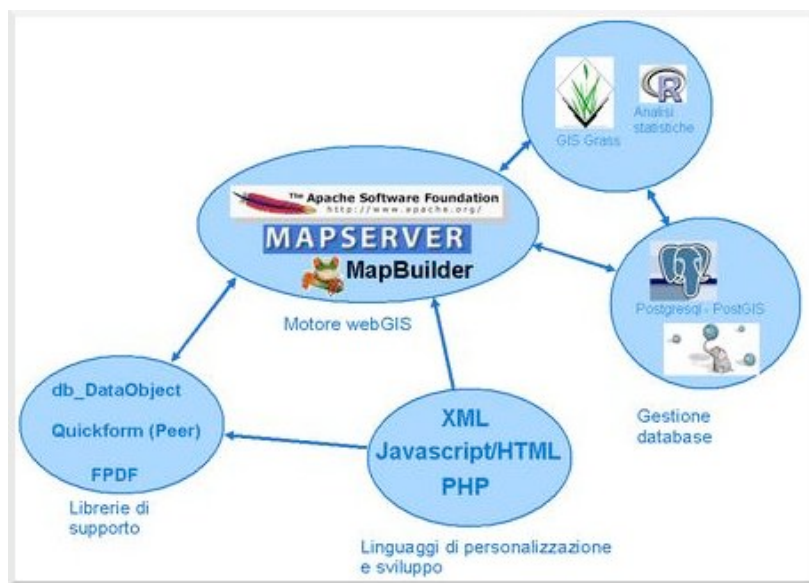 GIS Grass
R
Analisi
statistiche
The Apache Software Foundation
http://www.apache.org/
MAPSERVER
MapBuilder
Motore webGIS
Postgresql - PostGIS
Gestione
database
db_DataObject
Quickform (Peer)
FPDF
Librerie di
supporto
XML
Javascript/HTML
PHP
Linguaggi di personalizzazione
e sviluppo